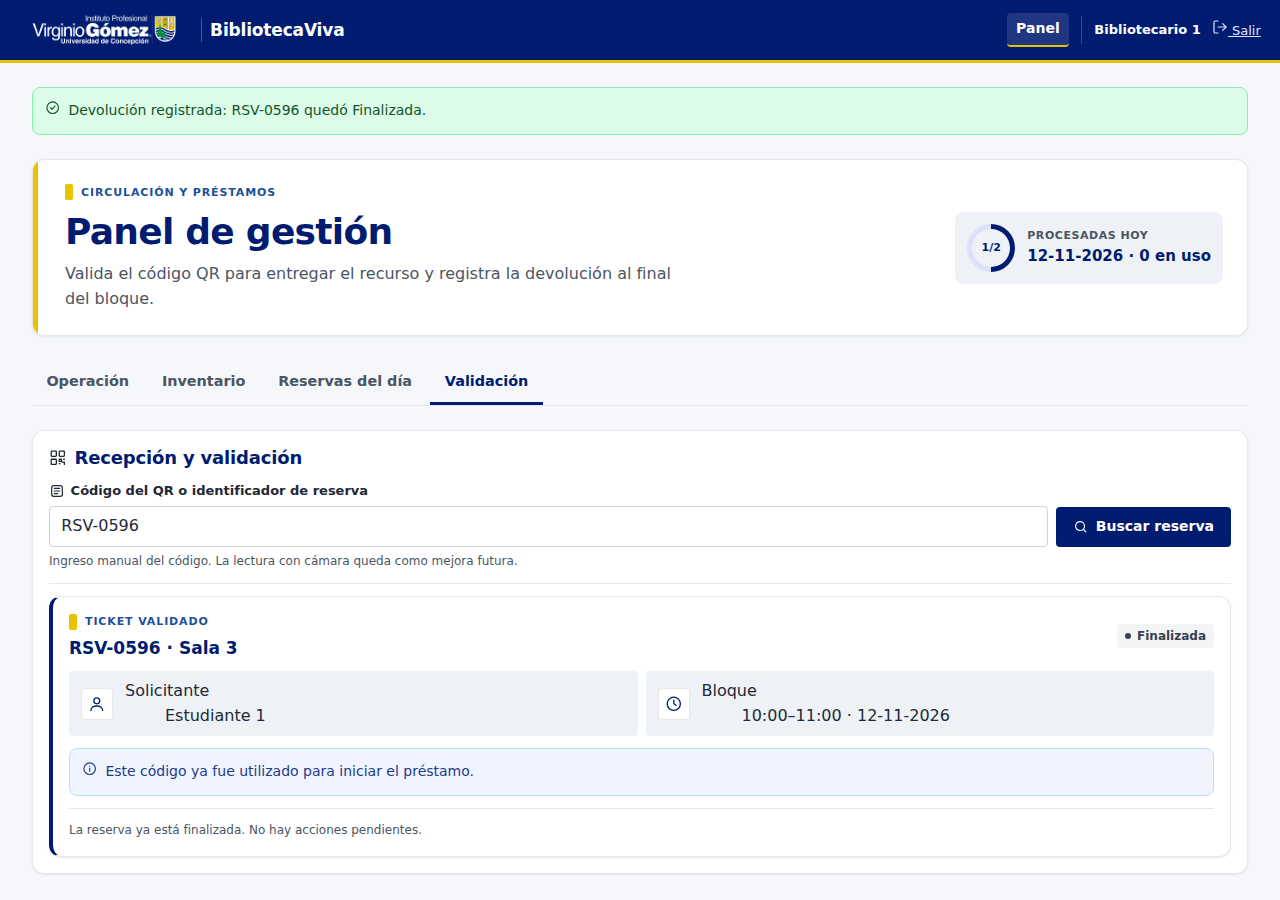 Instituto Profesional
VirginioGómez
Universidad de Concepción
BibliotecaViva
Panel
Bibliotecario 1
Salir
Devolución registrada: RSV-0596 quedó Finalizada.
CIRCULACIÓN Y PRÉSTAMOS
Panel de gestión
Valida el código QR para entregar el recurso y registra la devolución al final
del bloque.
1/2
PROCESADAS HOY
12-11-2026 · 0 en uso
Operación
Inventario
Reservas del día
Validación
Recepción y validación
Código del QR o identificador de reserva
RSV-0596
Buscar reserva
Ingreso manual del código. La lectura con cámara queda como mejora futura.
TICKET VALIDADO
RSV-0596 · Sala 3
Finalizada
Solicitante
Estudiante 1
Bloque
10:00–11:00 · 12-11-2026
Este código ya fue utilizado para iniciar el préstamo.
La reserva ya está finalizada. No hay acciones pendientes.